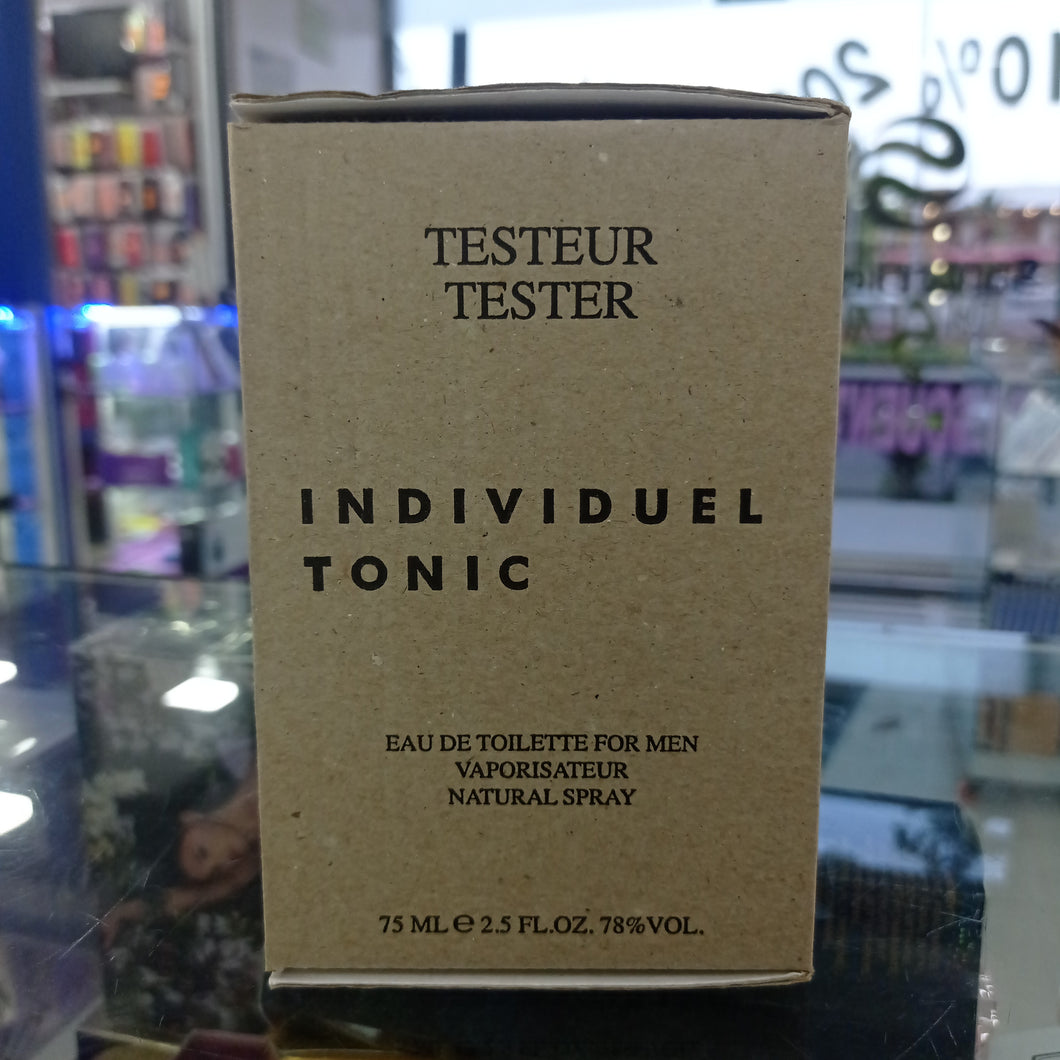 TESTEUR
TESTER
INDIVIDUEL
TONIC
EAU DE TOILETTE FOR MEN
VAPORISATEUR
NATURAL SPRAY
75 ML ℮ 2.5 FL.OZ. 78%VOL.